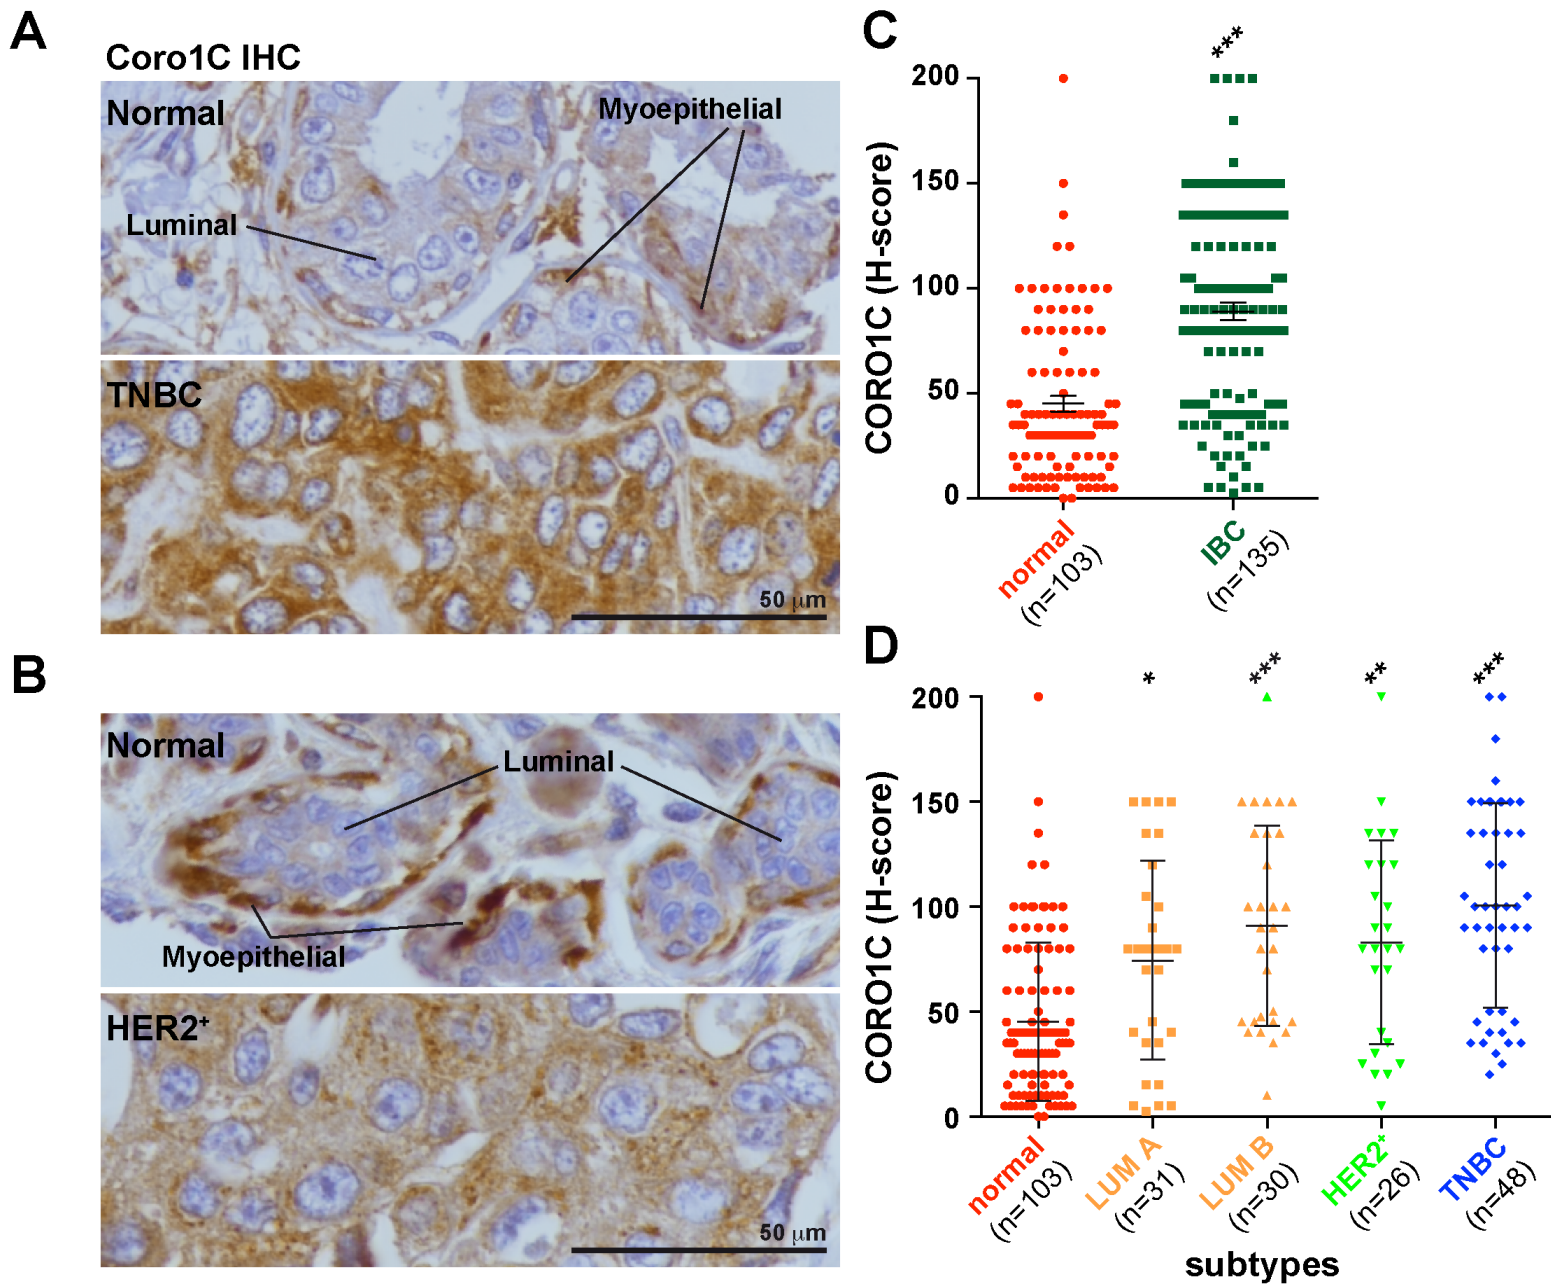 A
Coro1C IHC
Normal
Myoepithelial
Luminal
TNBC
50 μm
B
Normal
Luminal
Myoepithelial
HER2⁺
50 μm
C
***
CORO1C (H-score)
200
150
100
50
0
normal
(n=103)
IBC
(n=135)
D
*
***
**
***
CORO1C (H-score)
200
150
100
50
0
normal
(n=103)
LUM A
(n=31)
LUM B
(n=30)
HER2⁺
(n=26)
TNBC
(n=48)
subtypes